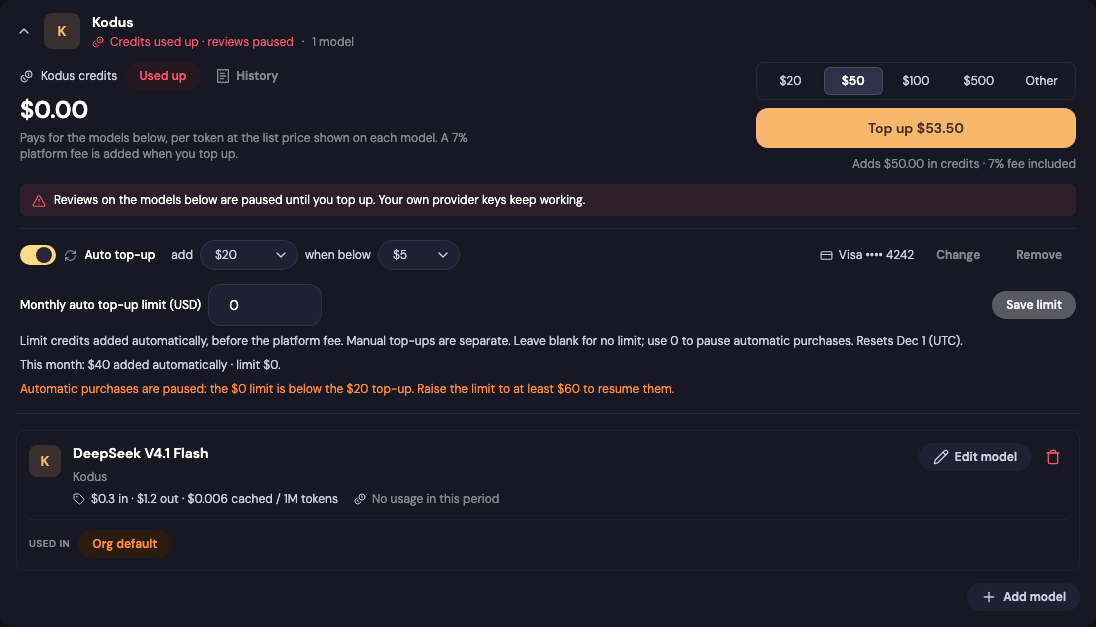 K
Kodus
Credits used up · reviews paused · 1 model
Kodus credits Used up History
$20 $50 $100 $500 Other
$0.00
Top up $53.50
Pays for the models below, per token at the list price shown on each model. A 7%
platform fee is added when you top up.
Adds $50.00 in credits · 7% fee included
Reviews on the models below are paused until you top up. Your own provider keys keep working.
Auto top-up add $20 when below $5 Visa •••• 4242 Change Remove
Monthly auto top-up limit (USD) 0 Save limit
Limit credits added automatically, before the platform fee. Manual top-ups are separate. Leave blank for no limit; use 0 to pause automatic purchases. Resets Dec 1 (UTC).
This month: $40 added automatically · limit $0.
Automatic purchases are paused: the $0 limit is below the $20 top-up. Raise the limit to at least $60 to resume them.
K
DeepSeek V4.1 Flash
Edit model
Kodus
$0.3 in · $1.2 out · $0.006 cached / 1M tokens No usage in this period
USED IN Org default
Add model